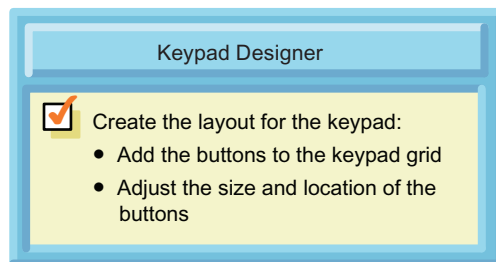 Keypad Designer
Create the layout for the keypad:
• Add the buttons to the keypad grid
• Adjust the size and location of the
buttons